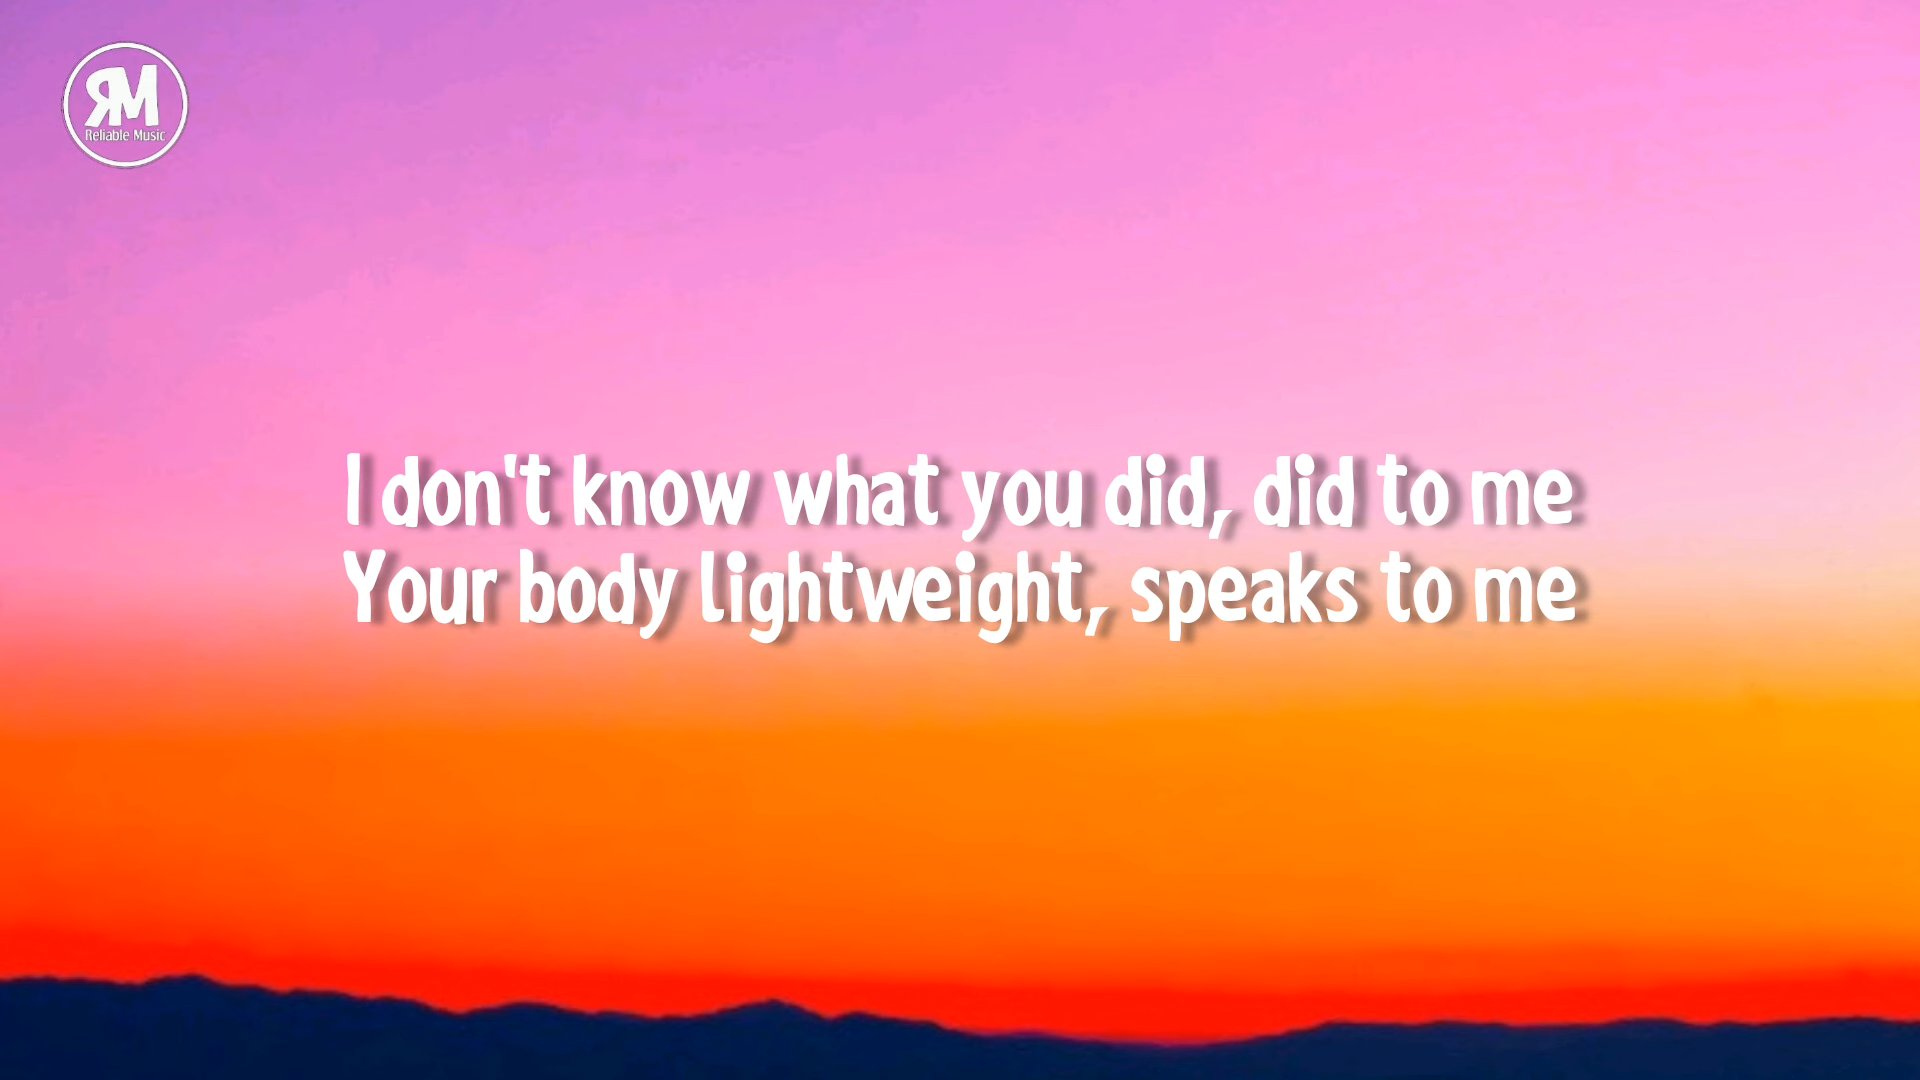 RM
Reliable Music
I don't know what you did, did to me
Your body lightweight, speaks to me